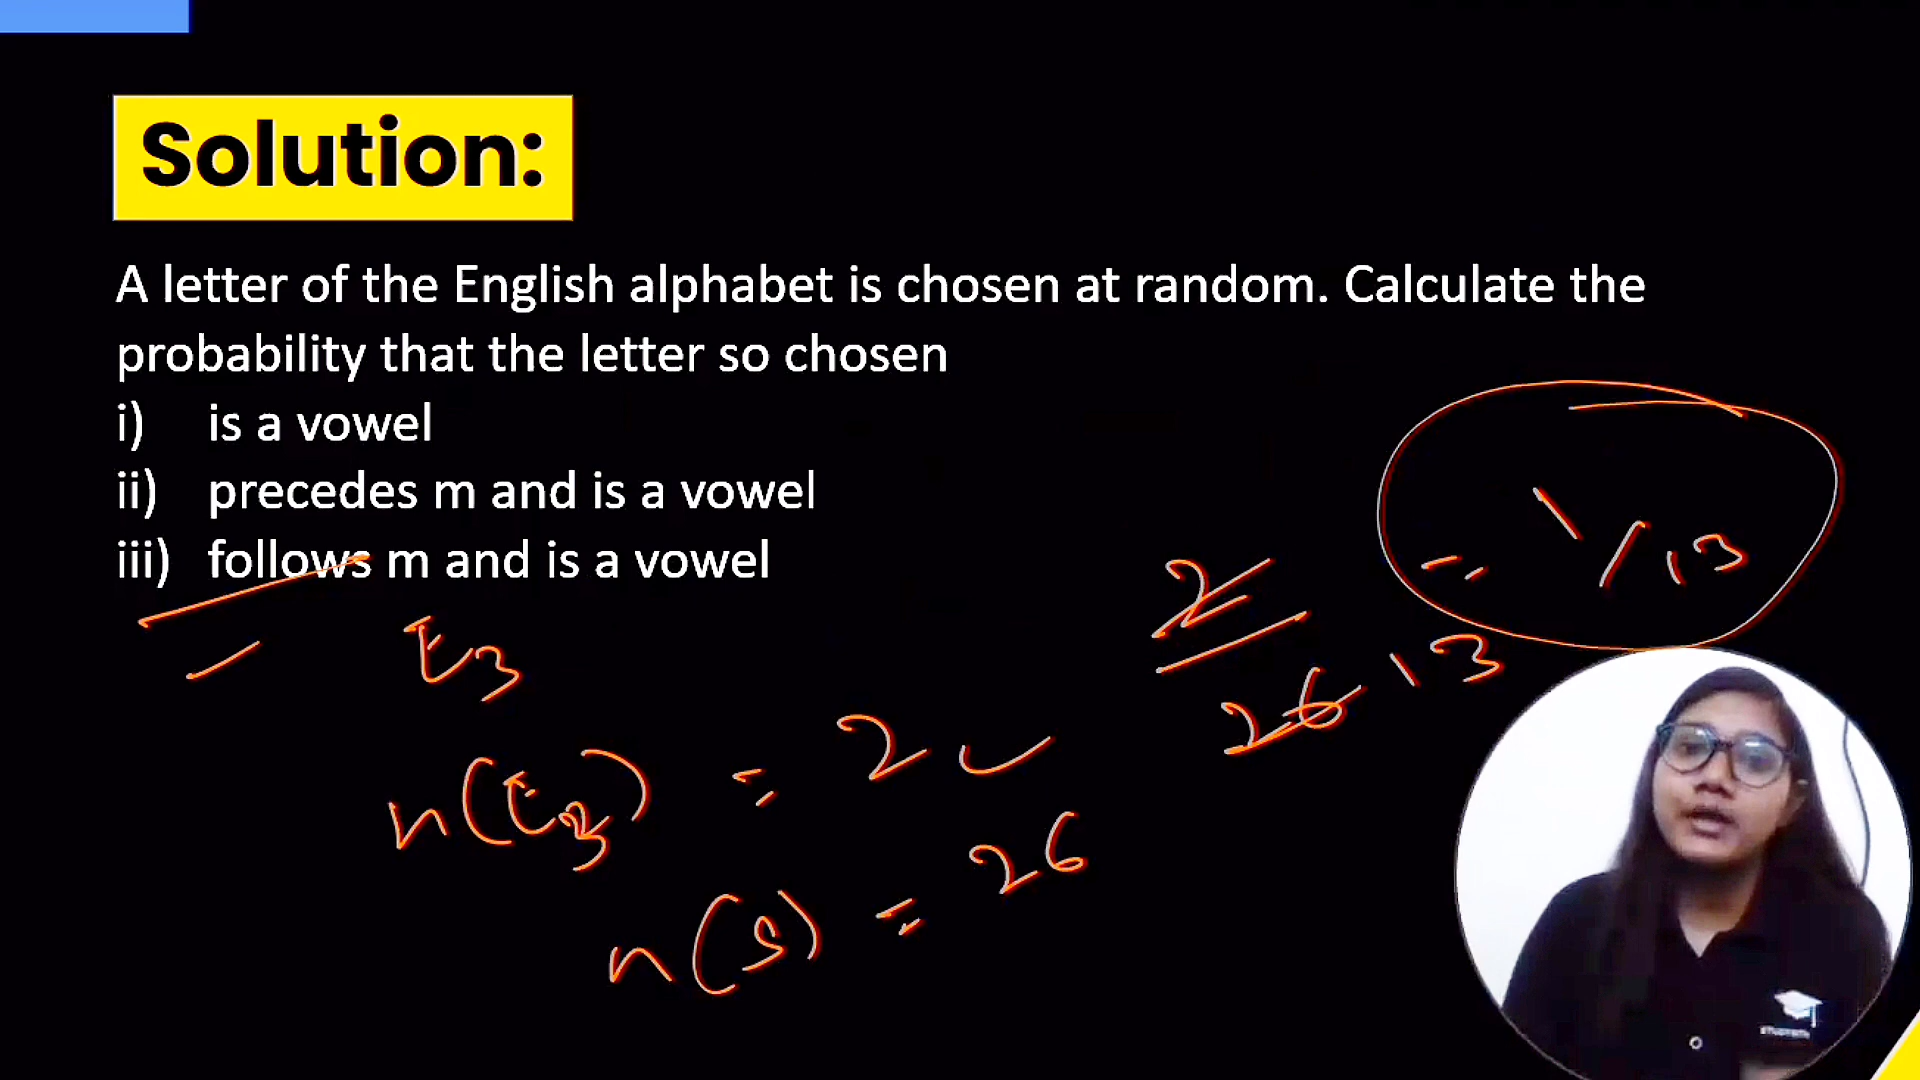 Solution:
A letter of the English alphabet is chosen at random. Calculate the
probability that the letter so chosen
i) is a vowel
ii) precedes m and is a vowel
iii) follows m and is a vowel
E3
n(E3) = 2
n(S) = 26
2
26 13
= 1/13